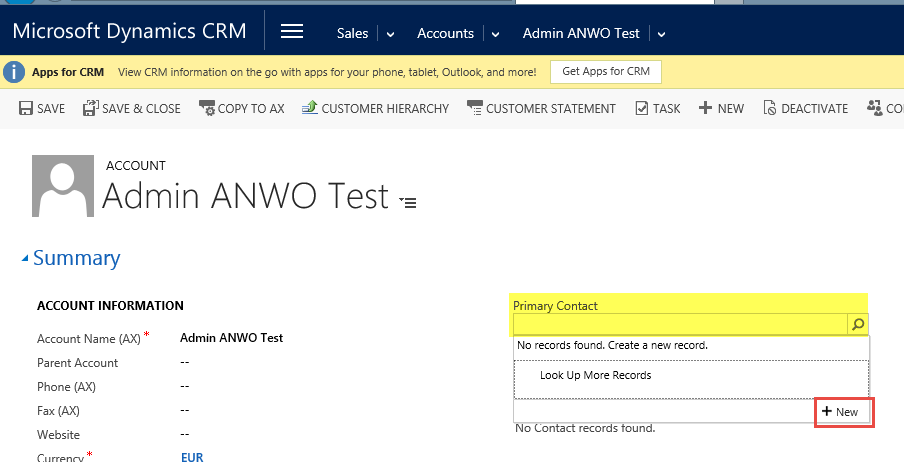 Microsoft Dynamics CRM Sales Accounts Admin ANWO Test
Apps for CRM View CRM information on the go with apps for your phone, tablet, Outlook, and more! Get Apps for CRM
SAVE SAVE & CLOSE COPY TO AX CUSTOMER HIERARCHY CUSTOMER STATEMENT TASK NEW DEACTIVATE CO
ACCOUNT
Admin ANWO Test
Summary
ACCOUNT INFORMATION
Account Name (AX)* Admin ANWO Test
Parent Account --
Phone (AX) --
Fax (AX) --
Website --
Currency* EUR
Primary Contact
No records found. Create a new record.
Look Up More Records
+ New
No Contact records found.